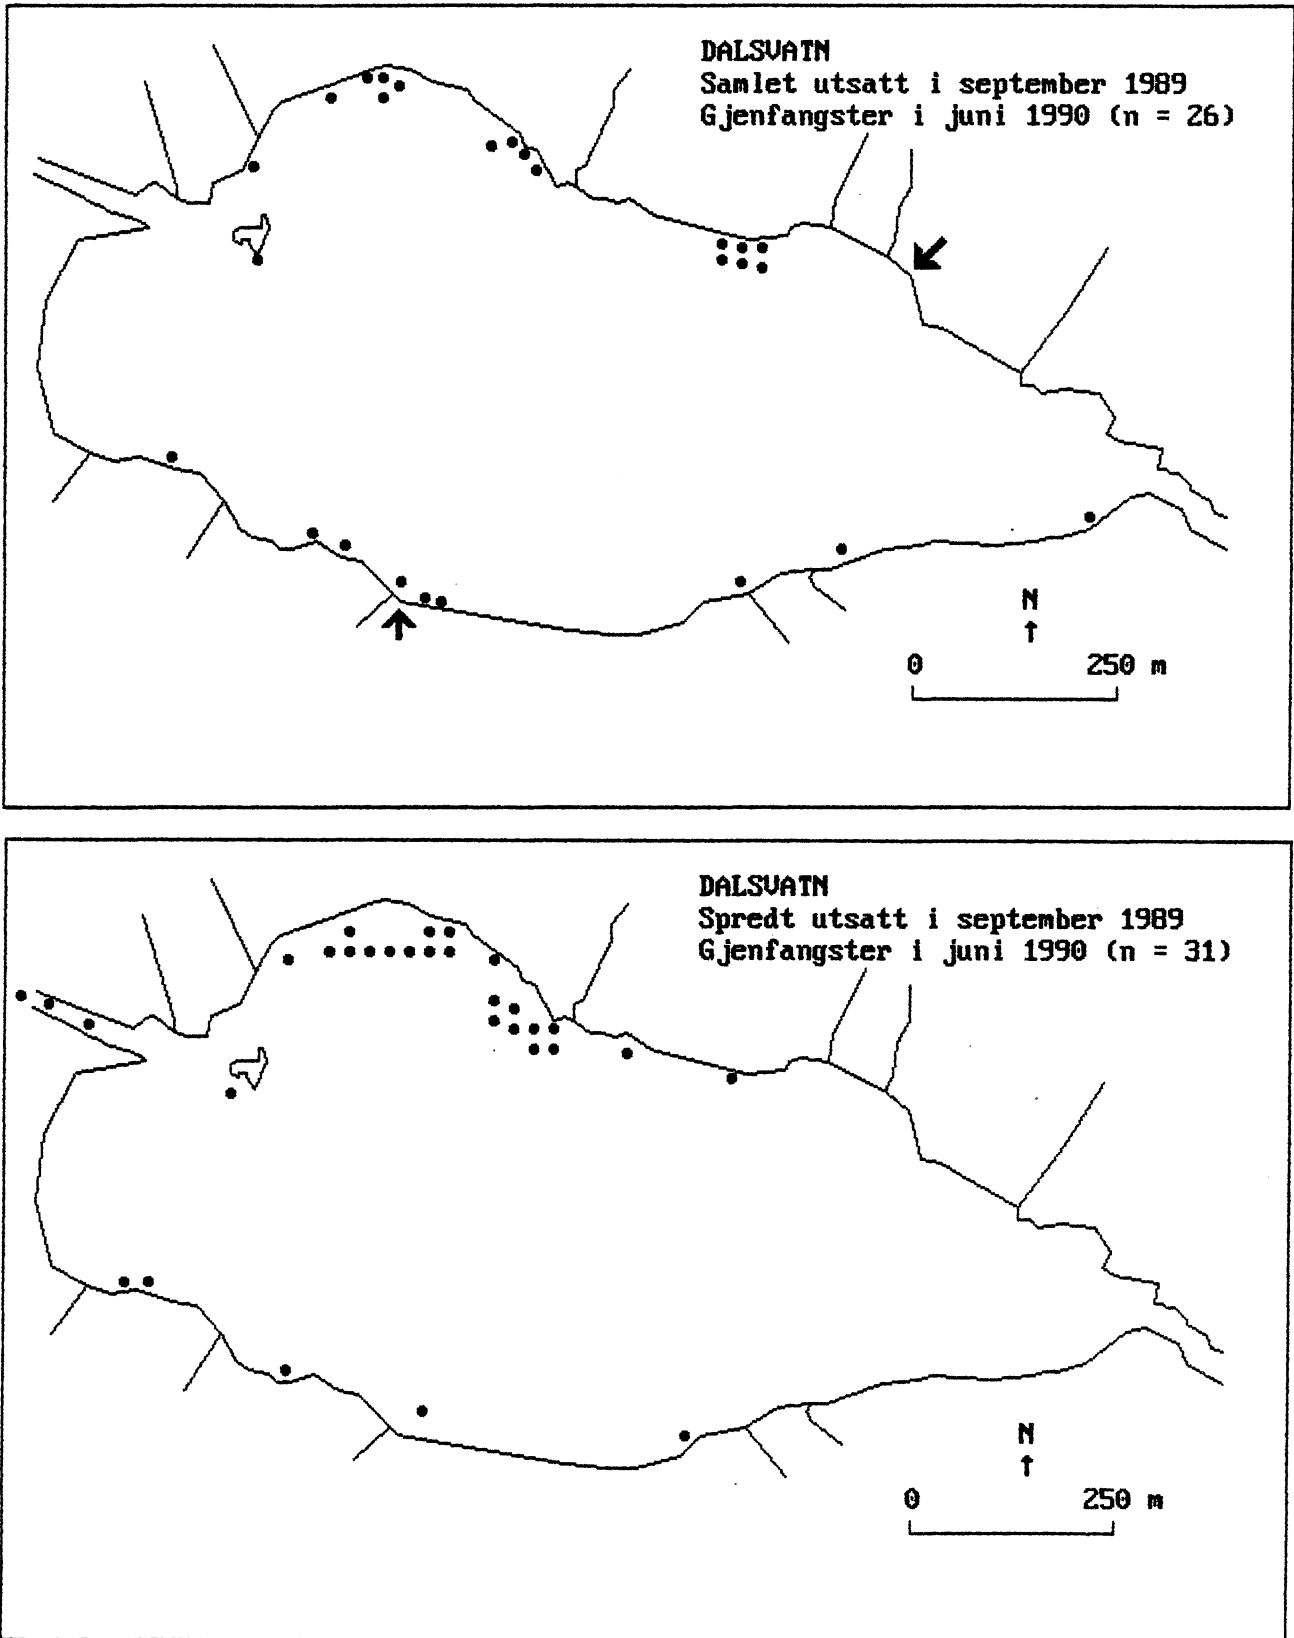 DALSVATN
Samlet utsatt i september 1989
Gjenfangster i juni 1990 (n = 26)
N
0 250 m
DALSVATN
Spredt utsatt i september 1989
Gjenfangster i juni 1990 (n = 31)
N
0 250 m